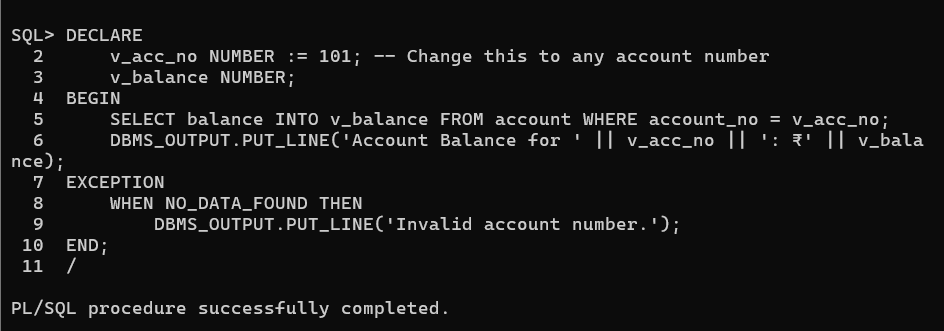 SQL> DECLARE
  2      v_acc_no NUMBER := 101; -- Change this to any account number
  3      v_balance NUMBER;
  4  BEGIN
  5      SELECT balance INTO v_balance FROM account WHERE account_no = v_acc_no;
  6      DBMS_OUTPUT.PUT_LINE('Account Balance for ' || v_acc_no || ': ₹' || v_bala
nce);
  7  EXCEPTION
  8      WHEN NO_DATA_FOUND THEN
  9          DBMS_OUTPUT.PUT_LINE('Invalid account number.');
 10  END;
 11  /
PL/SQL procedure successfully completed.